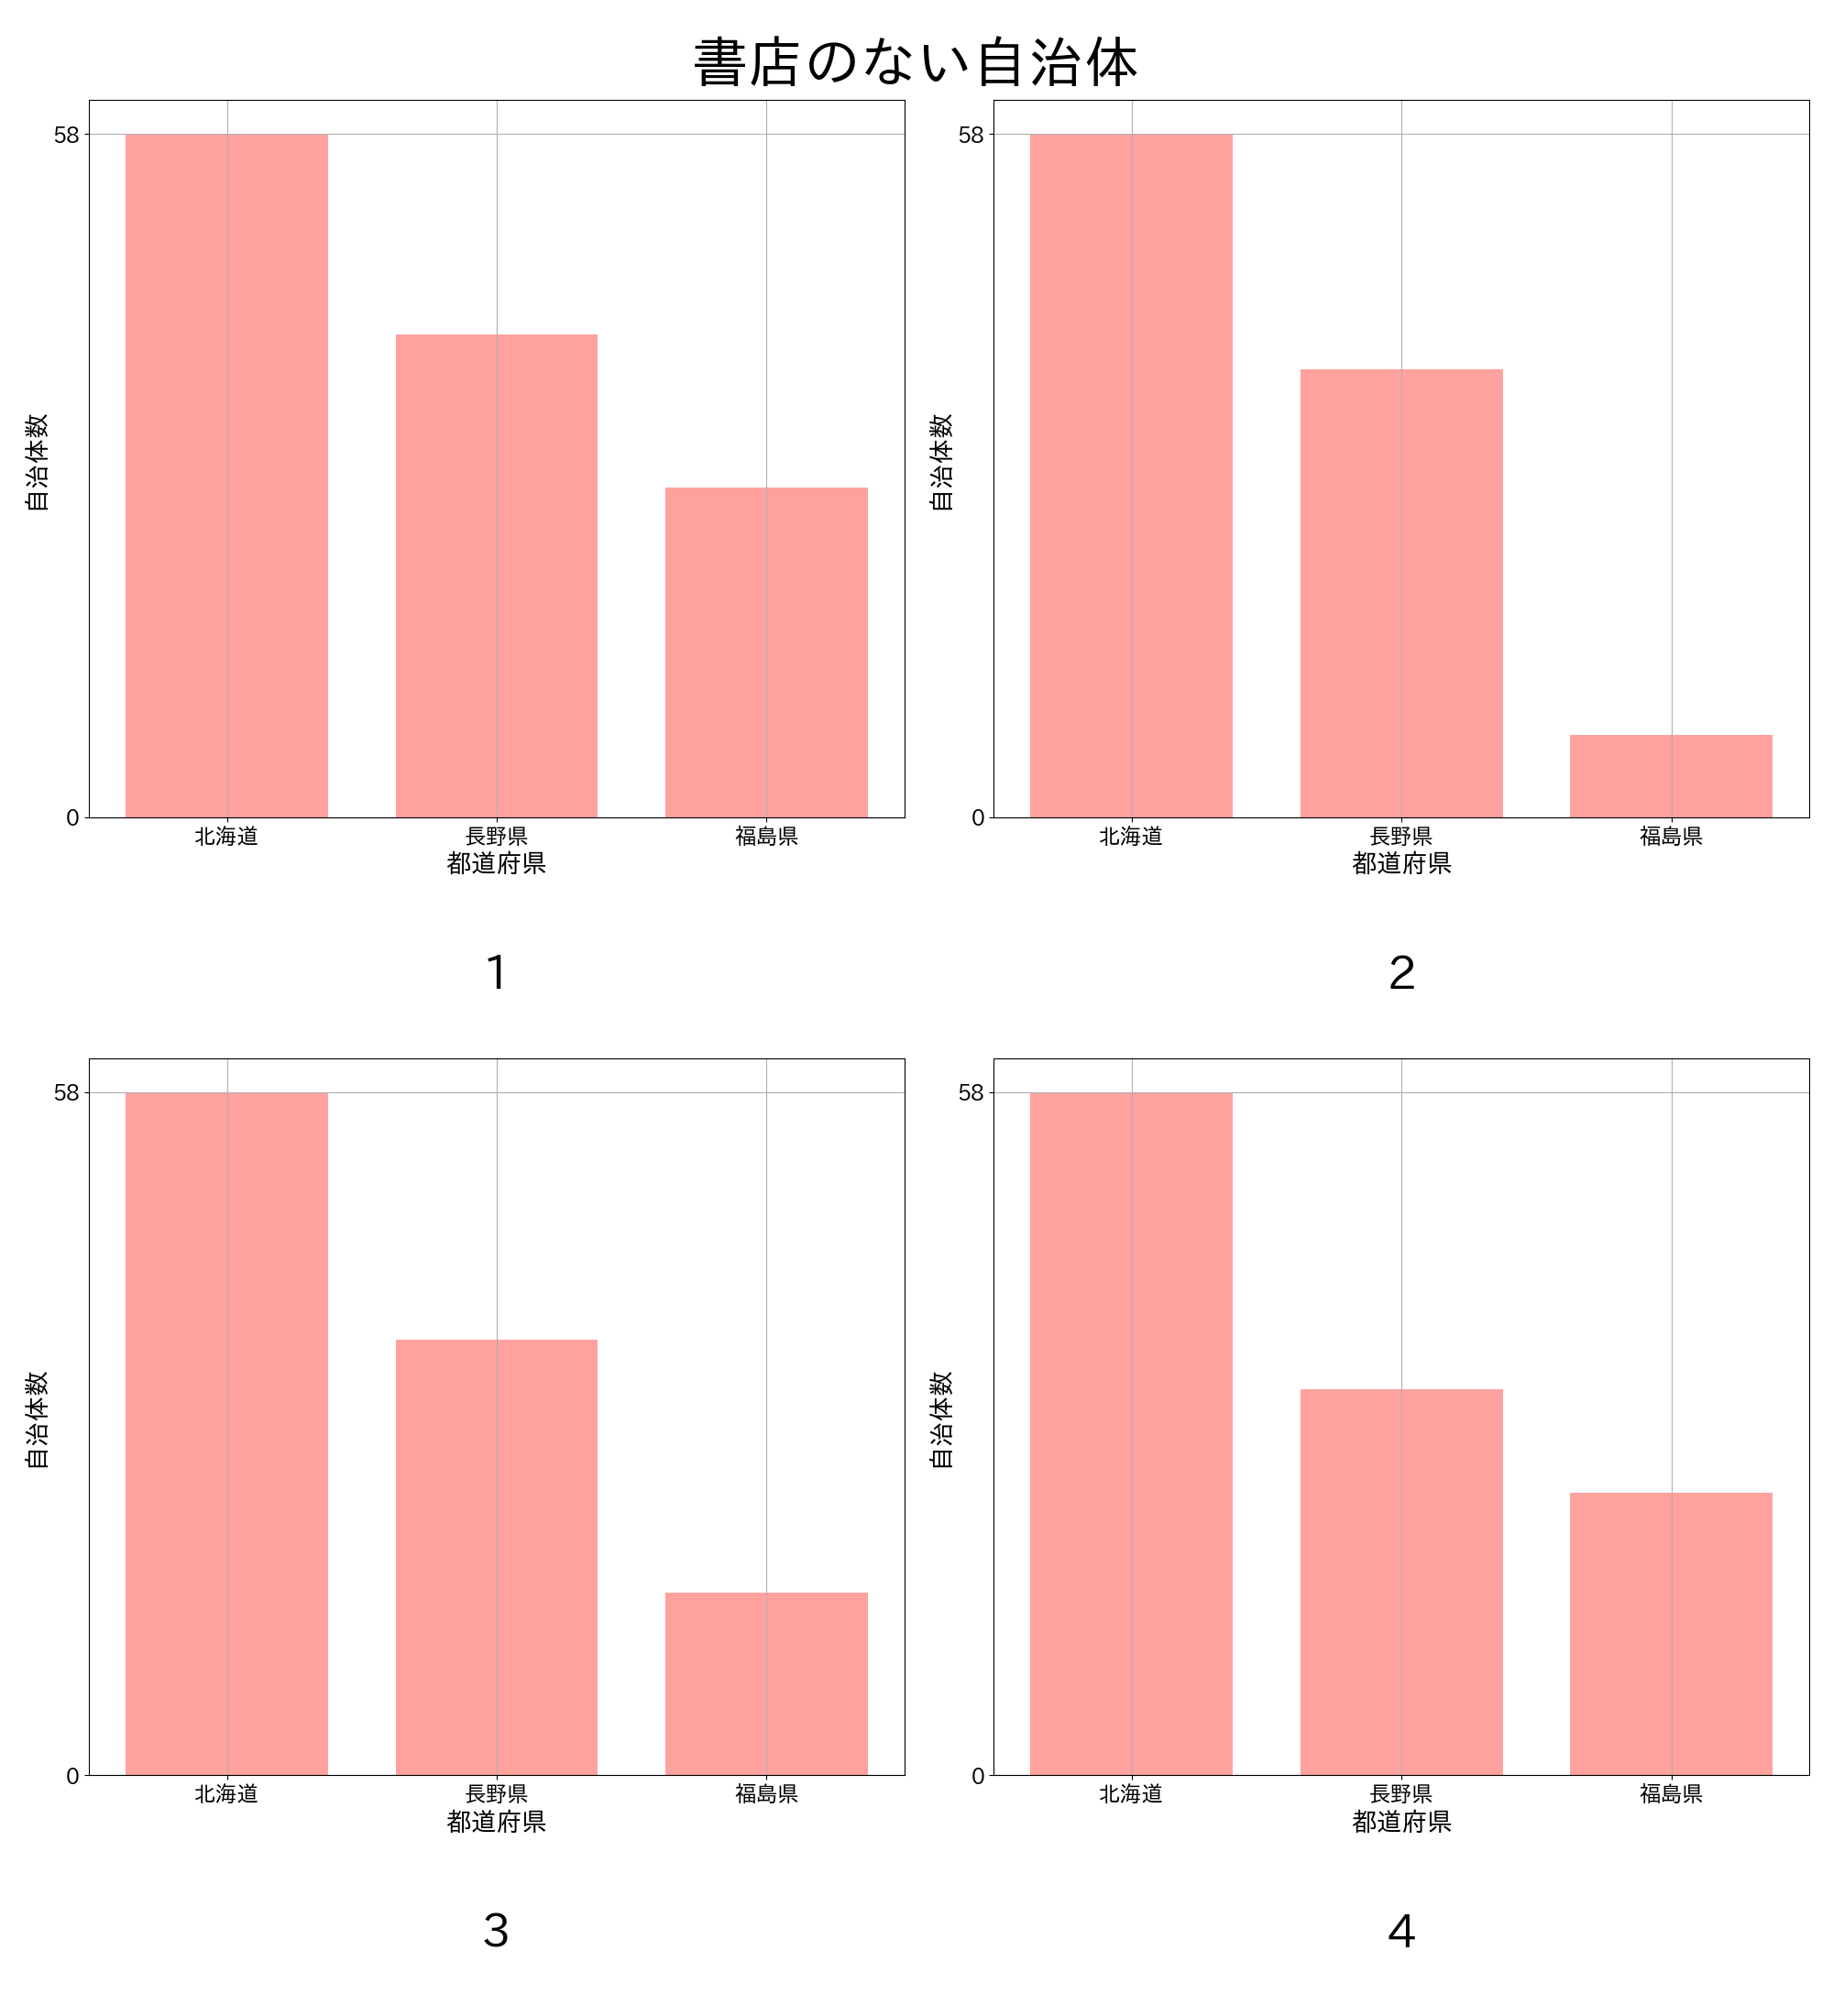 書店のない自治体
58
0
自治体数
北海道 長野県 福島県
都道府県
1
58
0
自治体数
北海道 長野県 福島県
都道府県
2
58
0
自治体数
北海道 長野県 福島県
都道府県
3
58
0
自治体数
北海道 長野県 福島県
都道府県
4